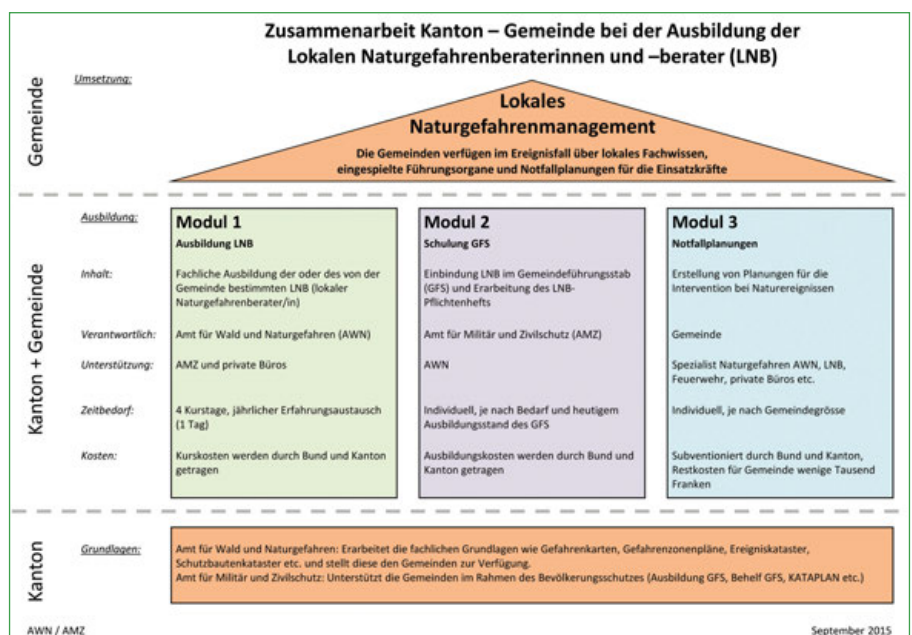 Zusammenarbeit Kanton – Gemeinde bei der Ausbildung der
Lokalen Naturgefahrenberaterinnen und –berater (LNB)
Gemeinde
Umsetzung:
Lokales
Naturgefahrenmanagement
Die Gemeinden verfügen im Ereignisfall über lokales Fachwissen,
eingespielte Führungsorgane und Notfallplanungen für die Einsatzkräfte
Kanton + Gemeinde
Ausbildung:
Modul 1
Ausbildung LNB
Modul 2
Schulung GFS
Modul 3
Notfallplanungen
Inhalt:
Fachliche Ausbildung der oder des von der
Gemeinde bestimmten LNB (lokaler
Naturgefahrenberater/in)
Einbindung LNB im Gemeindeführungsstab
(GFS) und Erarbeitung des LNB-
Pflichtenhefts
Erstellung von Planungen für die
Intervention bei Naturereignissen
Verantwortlich:
Amt für Wald und Naturgefahren (AWN)
Amt für Militär und Zivilschutz (AMZ)
Gemeinde
Unterstützung:
AMZ und private Büros
AWN
Spezialist Naturgefahren AWN, LNB,
Feuerwehr, private Büros etc.
Zeitbedarf:
4 Kurstage, jährlicher Erfahrungsaustausch
(1 Tag)
Individuell, je nach Bedarf und heutigem
Ausbildungsstand des GFS
Individuell, je nach Gemeindegrösse
Kosten:
Kurskosten werden durch Bund und Kanton
getragen
Ausbildungskosten werden durch Bund und
Kanton getragen
Subventioniert durch Bund und Kanton,
Restkosten für Gemeinde wenige Tausend
Franken
Kanton
Grundlagen:
Amt für Wald und Naturgefahren: Erarbeitet die fachlichen Grundlagen wie Gefahrenkarten, Gefahrenzonenpläne, Ereigniskataster,
Schutzbautenkataster etc. und stellt diese den Gemeinden zur Verfügung.
Amt für Militär und Zivilschutz: Unterstützt die Gemeinden im Rahmen des Bevölkerungsschutzes (Ausbildung GFS, Behelf GFS, KATAPLAN etc.)
AWN / AMZ
September 2015